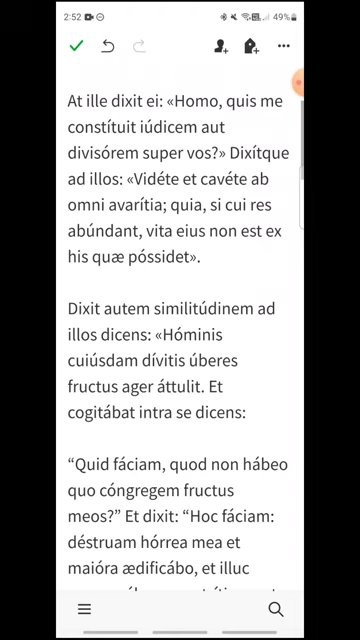 2:52 49%
At ille dixit ei: «Homo, quis me
constítuit iúdicem aut
divisórem super vos?» Dixítque
ad illos: «Vidéte et cavéte ab
omni avarítia; quia, si cui res
abúndant, vita eius non est ex
his quæ póssidet».
Dixit autem similitúdinem ad
illos dicens: «Hóminis
cuiúsdam dívitis úberes
fructus ager áttulit. Et
cogitábat intra se dicens:
“Quid fáciam, quod non hábeo
quo cóngregem fructus
meos?” Et dixit: “Hoc fáciam:
déstruam hórrea mea et
maióra ædificábo, et illuc